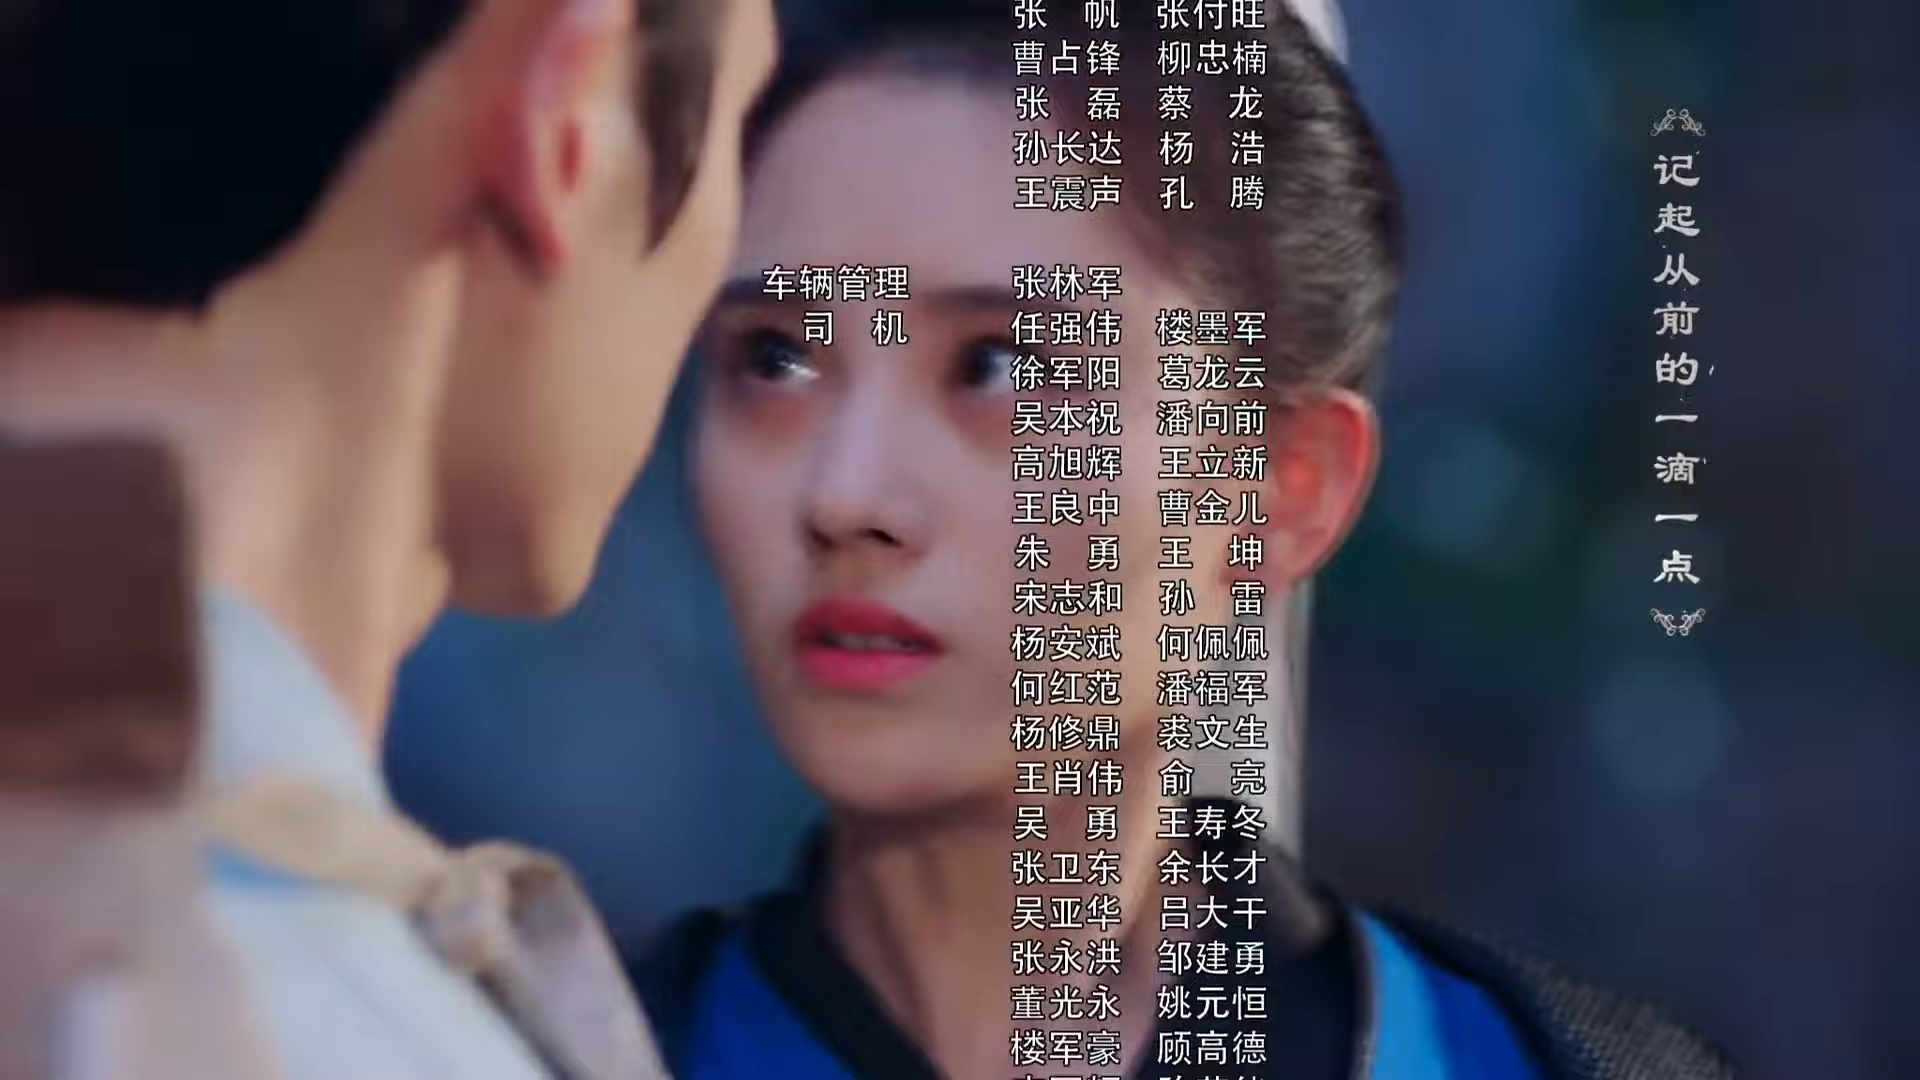 张 帆 张付旺
曹占锋 柳忠楠
张 磊 蔡 龙
孙长达 杨 浩
王震声 孔 腾
车辆管理 张林军
司 机 任强伟 楼墨军
徐军阳 葛龙云
吴本祝 潘向前
高旭辉 王立新
王良中 曹金儿
朱 勇 王 坤
宋志和 孙 雷
杨安斌 何佩佩
何红范 潘福军
杨修鼎 裘文生
王肖伟 俞 亮
吴 勇 王寿冬
张卫东 余长才
吴亚华 吕大干
张永洪 邹建勇
董光永 姚元恒
楼军豪 顾高德
记起从前的一滴一点